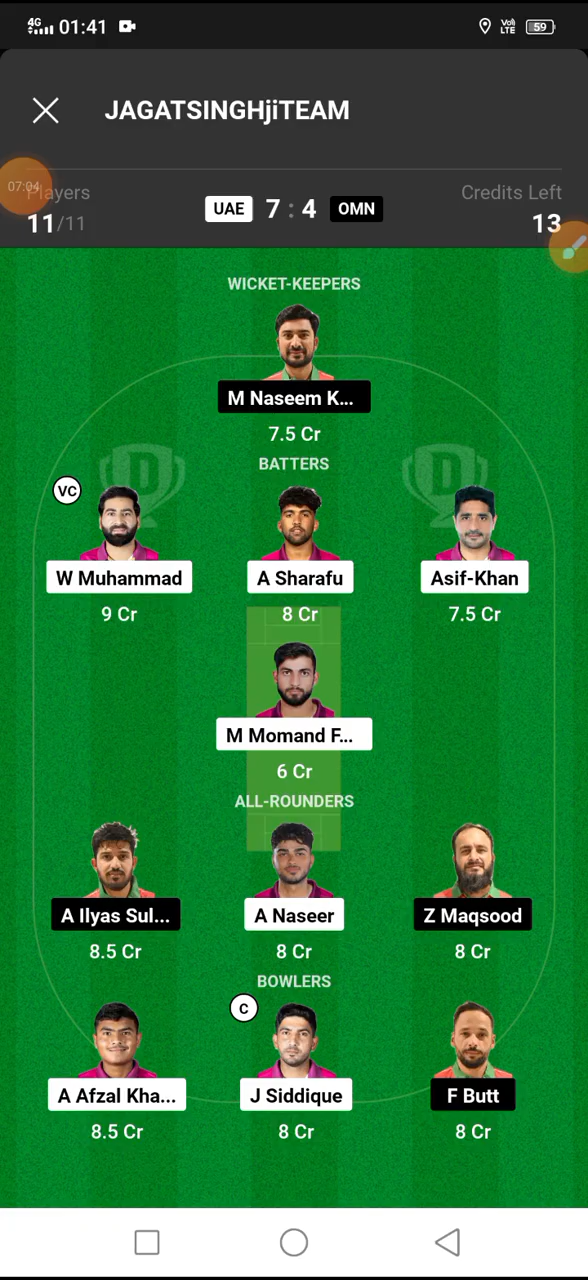 4G 01:41 Vo) LTE 59
JAGATSINGHjiTEAM
07:04 Players
Credits Left
11/11
UAE 7 : 4 OMN
13
WICKET-KEEPERS
M Naseem K...
7.5 Cr
BATTERS
VC
W Muhammad
A Sharafu
Asif-Khan
9 Cr
8 Cr
7.5 Cr
M Momand F...
6 Cr
ALL-ROUNDERS
A Ilyas Sul...
A Naseer
Z Maqsood
8.5 Cr
8 Cr
8 Cr
BOWLERS
C
A Afzal Kha...
J Siddique
F Butt
8.5 Cr
8 Cr
8 Cr